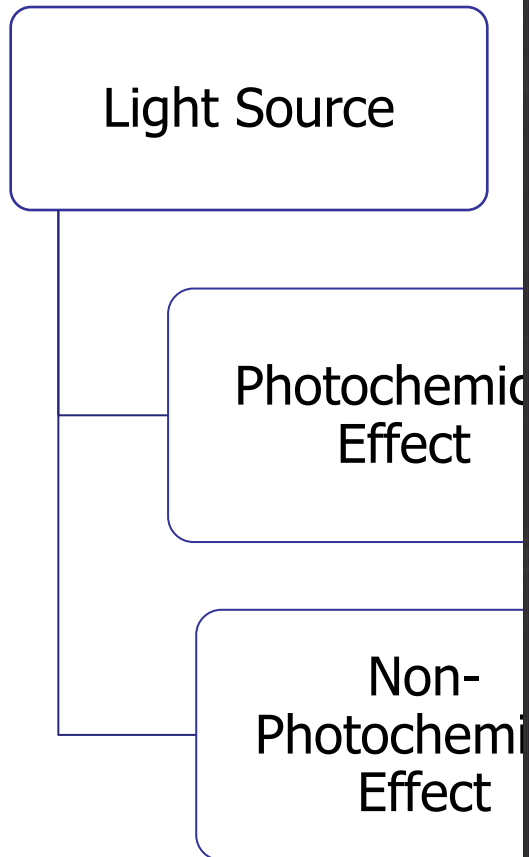 Light Source
Photochemic
Effect
Non-
Photochemi
Effect